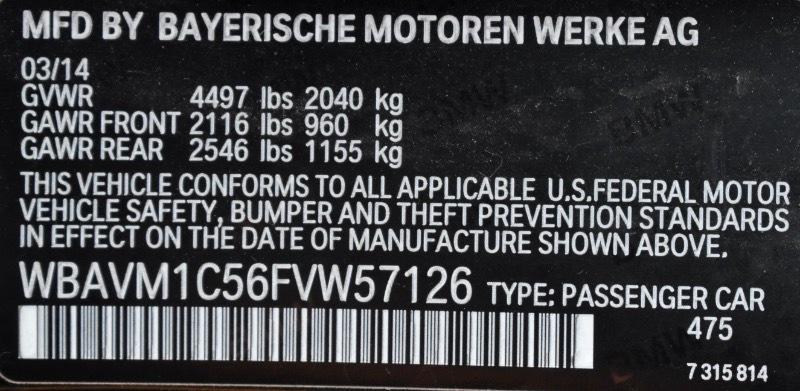 MFD BY BAYERISCHE MOTOREN WERKE AG
03/14
GVWR 4497 lbs 2040 kg
GAWR FRONT 2116 lbs 960 kg
GAWR REAR 2546 lbs 1155 kg
THIS VEHICLE CONFORMS TO ALL APPLICABLE U.S.FEDERAL MOTOR
VEHICLE SAFETY, BUMPER AND THEFT PREVENTION STANDARDS
IN EFFECT ON THE DATE OF MANUFACTURE SHOWN ABOVE.
WBAVM1C56FVW57126 TYPE: PASSENGER CAR
475
7 315 814
BMW
BMW
BMW